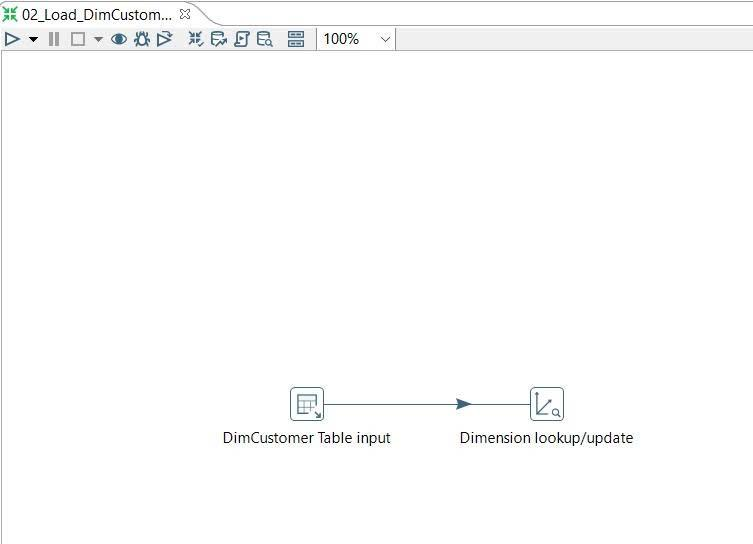 02_Load_DimCustom...
100%
DimCustomer Table input
Dimension lookup/update